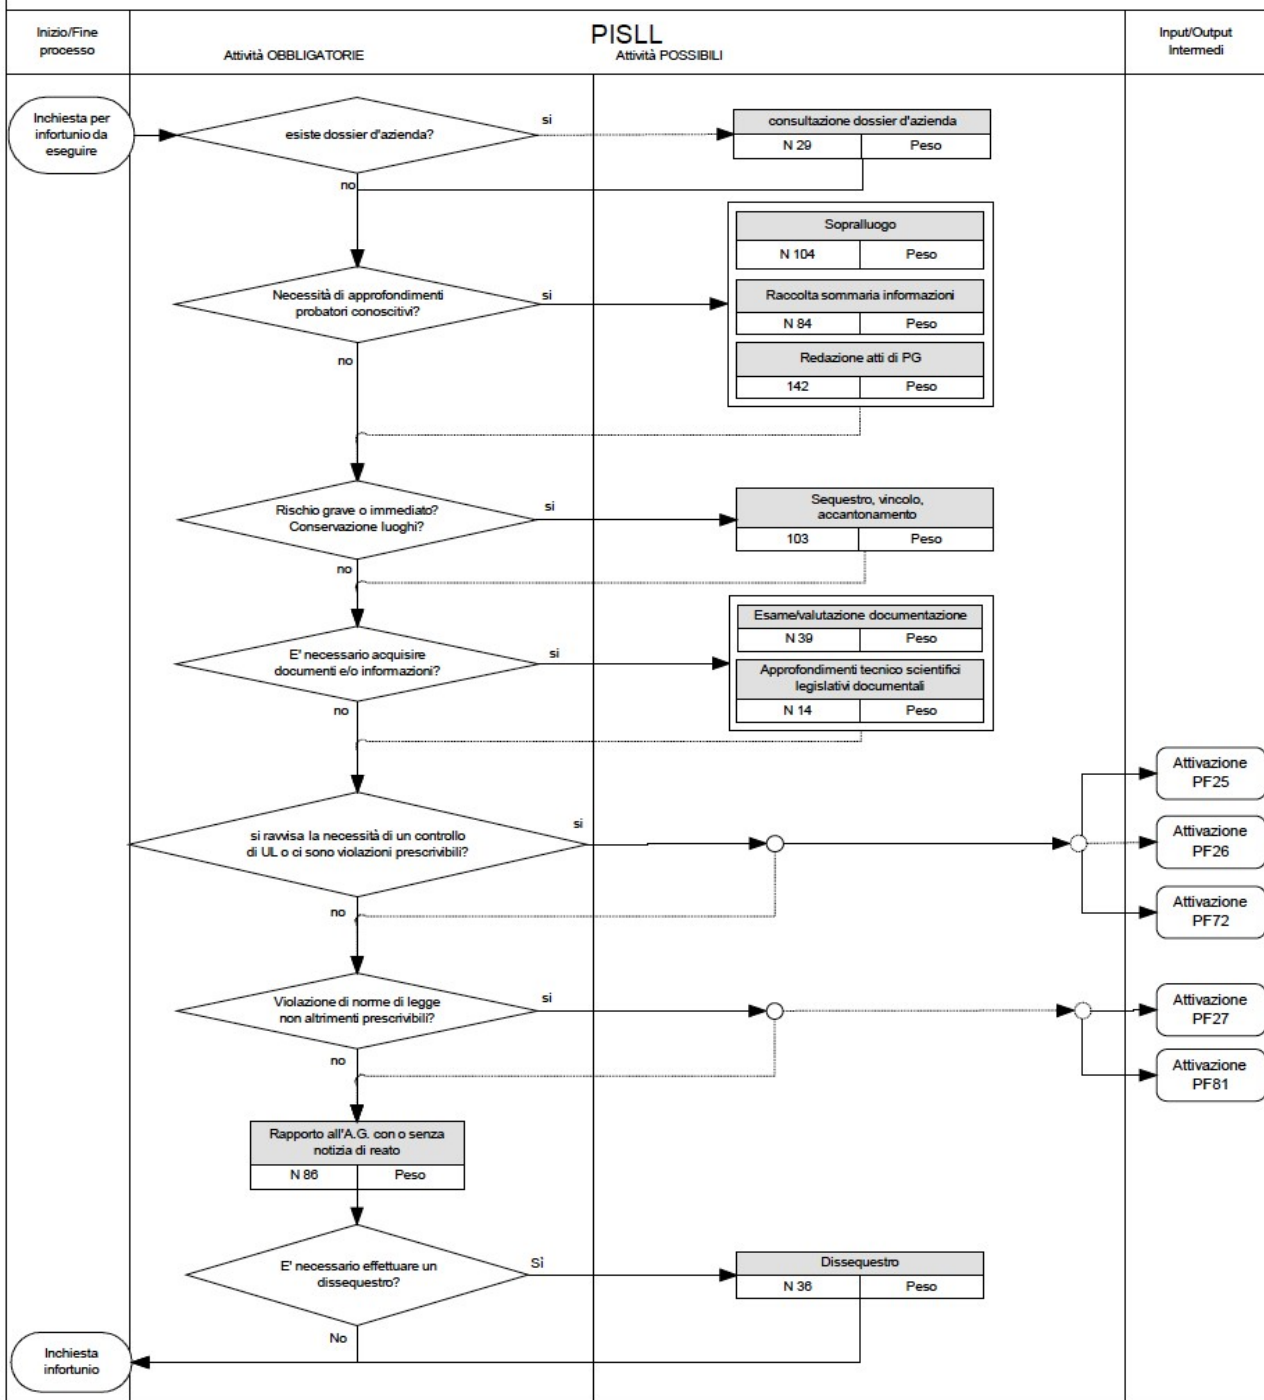 Inizio/Fine
processo
PISLL
Attività OBBLIGATORIE
Attività POSSIBILI
Input/Output
Intermedi
Inchiesta per
infortunio da
eseguire
esiste dossier d'azienda?
si
consultazione dossier d'azienda
N 29
Peso
no
Sopralluogo
N 104
Peso
Necessità di approfondimenti
probatori conoscitivi?
si
Raccolta sommaria informazioni
N 84
Peso
no
Redazione atti di PG
142
Peso
Rischio grave o immediato?
Conservazione luoghi?
si
Sequestro, vincolo,
accantonamento
103
Peso
no
E' necessario acquisire
documenti e/o informazioni?
si
Esame/valutazione documentazione
N 39
Peso
Approfondimenti tecnico scientifici
legislativi documentali
N 14
Peso
no
si ravvisa la necessità di un controllo
di UL o ci sono violazioni prescrivibili?
si
Attivazione
PF25
Attivazione
PF26
Attivazione
PF72
no
Violazione di norme di legge
non altrimenti prescrivibili?
si
Attivazione
PF27
Attivazione
PF81
no
Rapporto all'A.G. con o senza
notizia di reato
N 86
Peso
E' necessario effettuare un
dissequestro?
Sì
Dissequestro
N 36
Peso
No
Inchiesta
infortunio